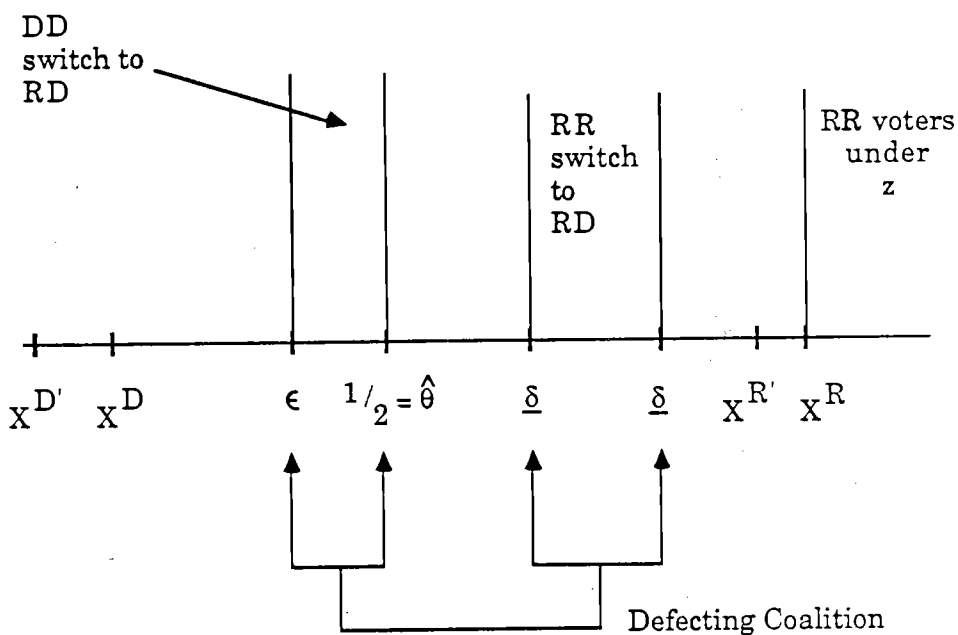 DD
switch to
RD
RR
switch
to
RD
RR voters
under
z
X^D' X^D ϵ 1/2 = θ̂ δ̲ δ̲ X^R' X^R
Defecting Coalition